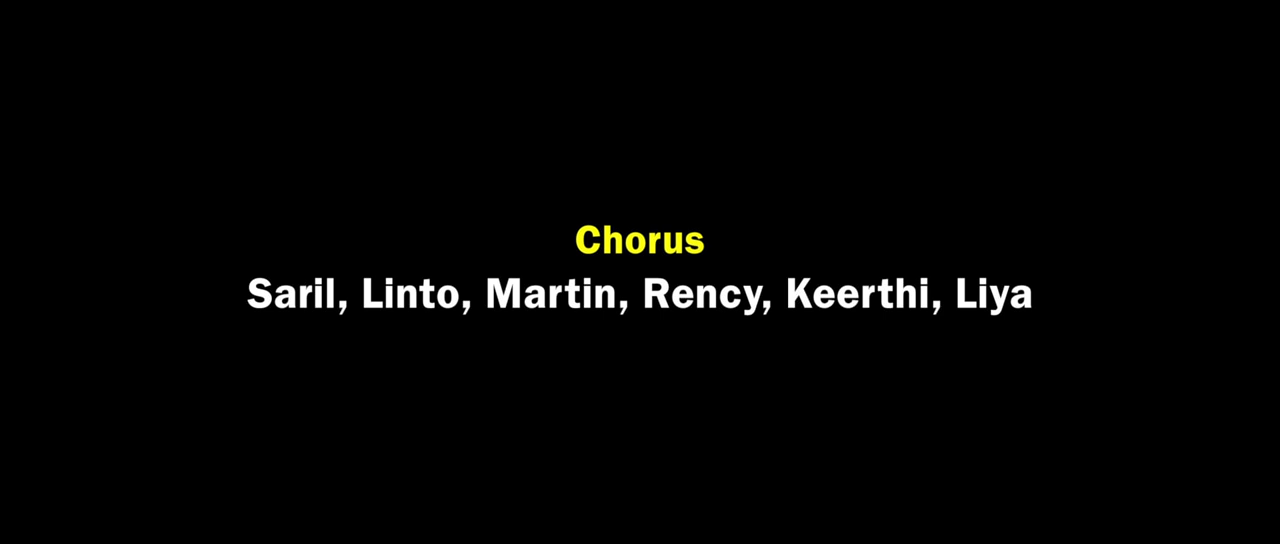 Chorus
Saril, Linto, Martin, Rency, Keerthi, Liya